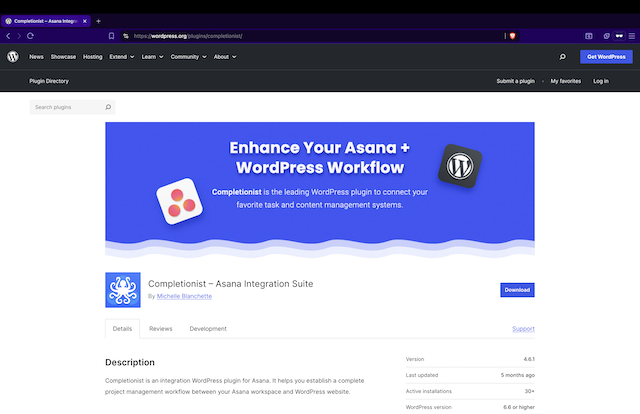 Completionist – Asana Integr
https://wordpress.org/plugins/completionist/
News Showcase Hosting Extend Learn Community About
Get WordPress
Plugin Directory
Submit a plugin My favorites Log in
Search plugins
Enhance Your Asana +
WordPress Workflow
Completionist is the leading WordPress plugin to connect your
favorite task and content management systems.
Completionist – Asana Integration Suite
By Michelle Blanchette
Download
Details Reviews Development Support
Description
Completionist is an integration WordPress plugin for Asana. It helps you establish a complete
project management workflow between your Asana workspace and WordPress website.
Version 4.6.1
Last updated 5 months ago
Active installations 30+
WordPress version 6.6 or higher